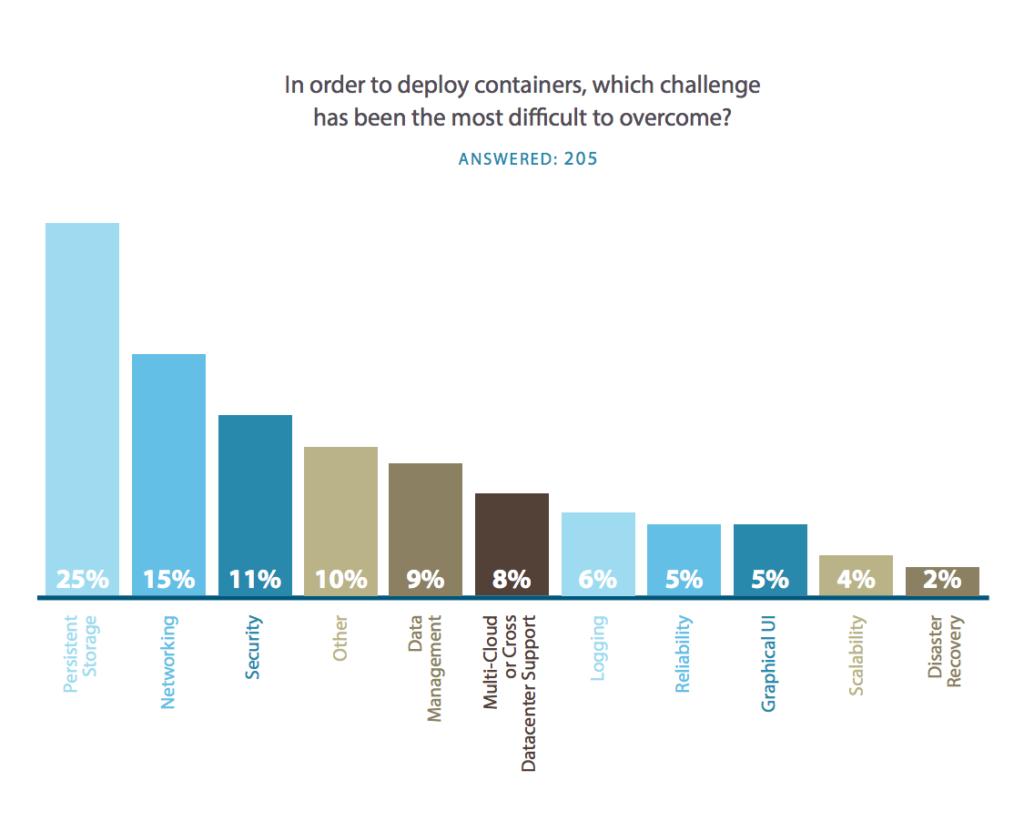 In order to deploy containers, which challenge
has been the most difficult to overcome?
ANSWERED: 205
25%
15%
11%
10%
9%
8%
6%
5%
5%
4%
2%
Persistent
Storage
Networking
Security
Other
Data
Management
Multi-Cloud
or Cross
Datacenter Support
Logging
Reliability
Graphical UI
Scalability
Disaster
Recovery